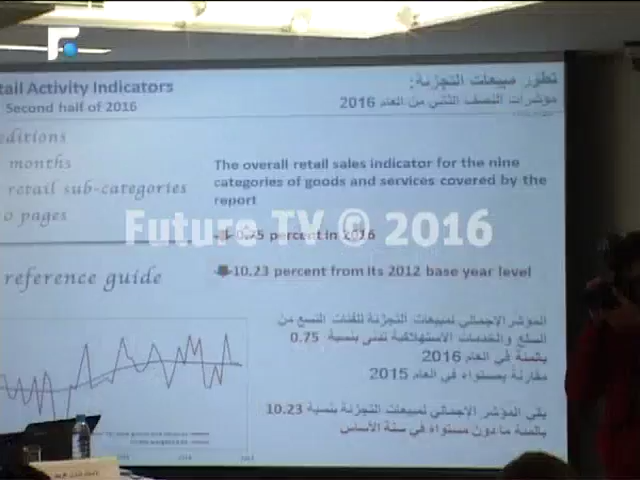 tail Activity Indicators
Second half of 2016
editions
months
retail sub-categories
0 pages
reference guide
تطور مبيعات التجزئة:
مؤشرات النصف الثاني من العام 2016
The overall retail sales indicator for the nine
categories of goods and services covered by the
report
0.75 percent in 2016
10.23 percent from its 2012 base year level
Future TV © 2016
المؤشر الإجمالي لمبيعات التجزئة للفئات التسع من
السلع والخدمات الاستهلاكية تدنى بنسبة 0.75
بالمئة في العام 2016
مقارنة بمستواه في العام 2015
بقي المؤشر الإجمالي لمبيعات التجزئة بنسبة 10.23
بالمئة ما دون مستواه في سنة الأساس